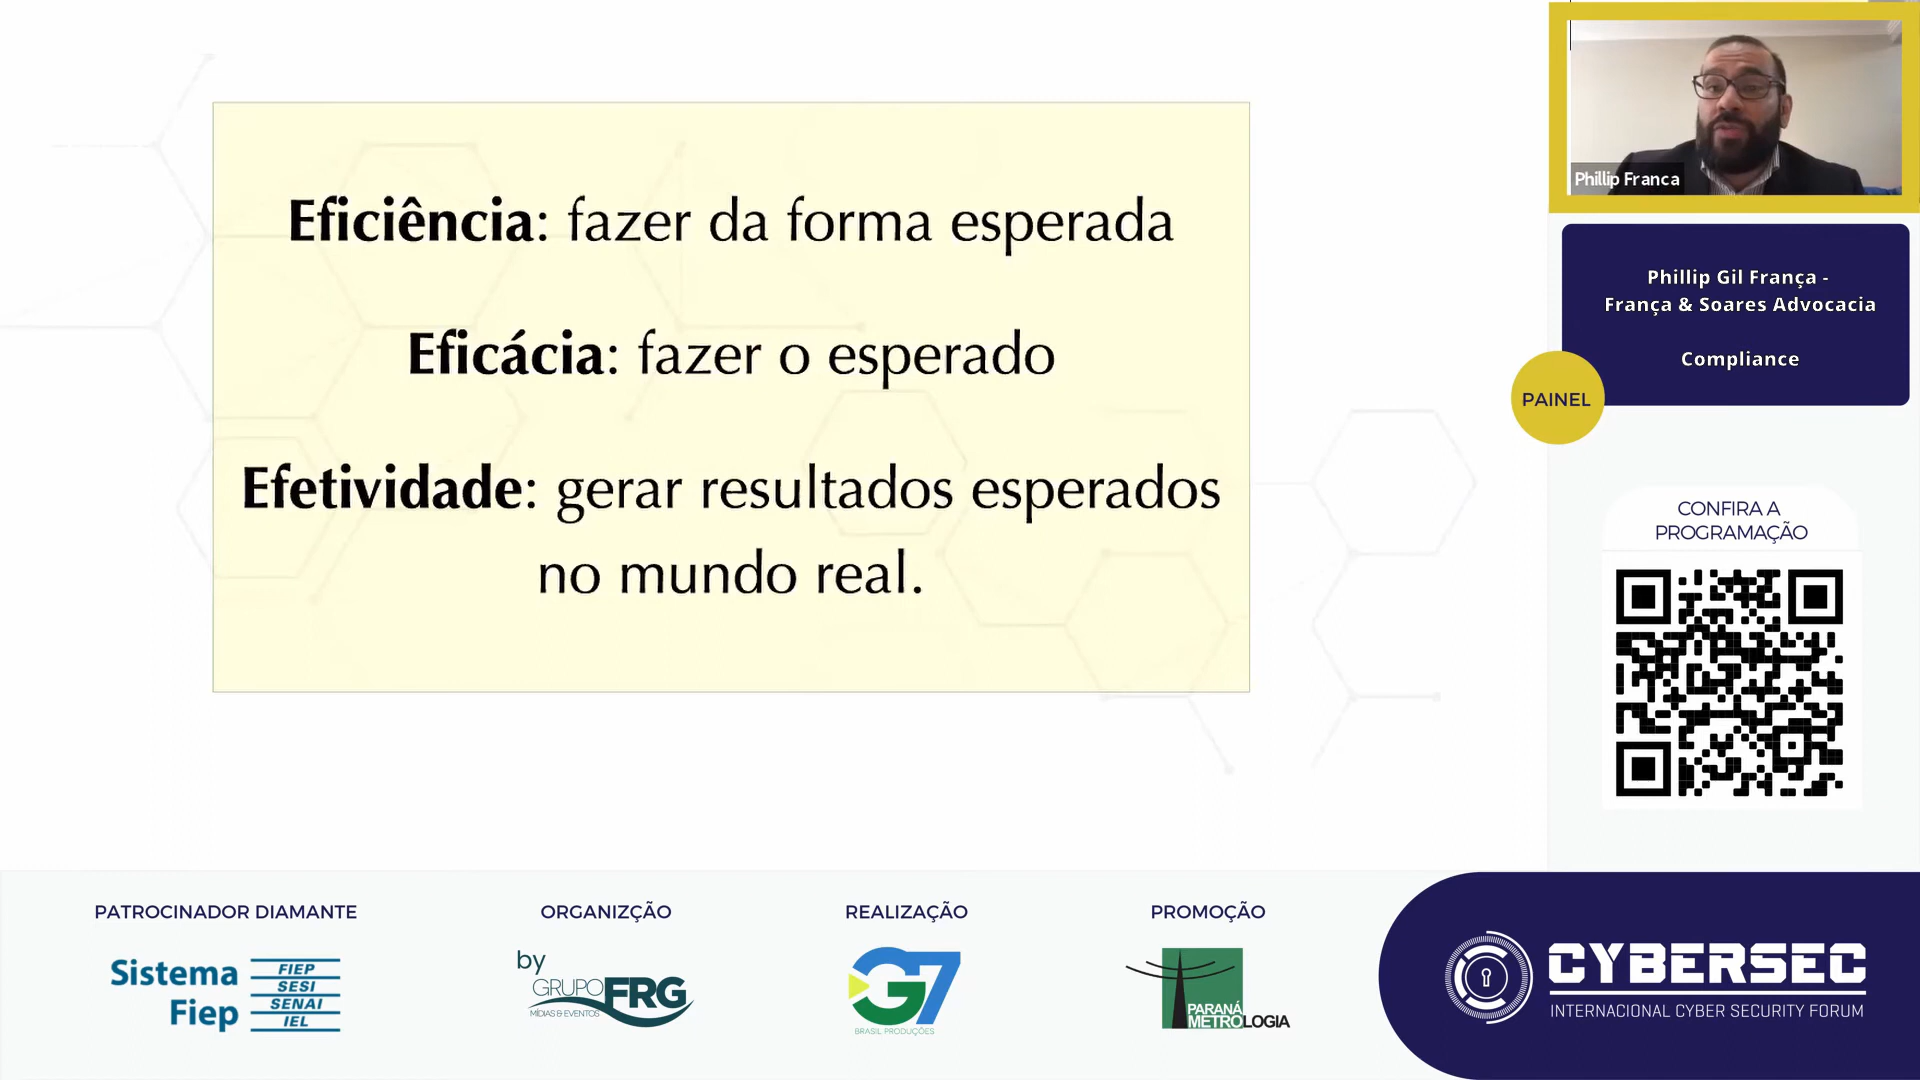 Eficiência: fazer da forma esperada
Eficácia: fazer o esperado
Efetividade: gerar resultados esperados
no mundo real.
Phillip Franca
Phillip Gil França -
França & Soares Advocacia
Compliance
PAINEL
CONFIRA A
PROGRAMAÇÃO
PATROCINADOR DIAMANTE
Sistema
Fiep
FIEP
SESI
SENAI
IEL
ORGANIZÇÃO
by
GRUPO FRG
MÍDIAS & EVENTOS
REALIZAÇÃO
G7
BRASIL PRODUÇÕES
PROMOÇÃO
PARANÁ
METROLOGIA
CYBERSEC
INTERNACIONAL CYBER SECURITY FORUM